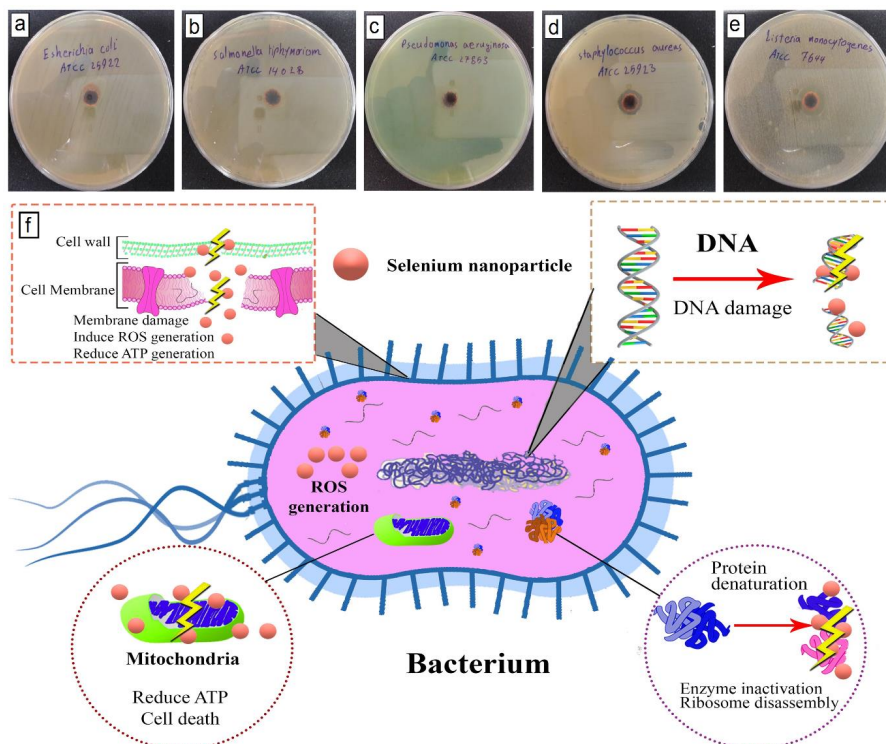 a
Escherichia coli
ATCC 25922
b
Salmonella tiphymoriom
ATCC 14028
c
Pseudomonas aeruginosa
ATCC 27853
d
staphylococcus aureas
ATCC 25923
e
Listeria monocytogenes
ATCC 7644
f
Cell wall
Cell Membrane
Membrane damage
Induce ROS generation
Reduce ATP generation
Selenium nanoparticle
DNA
DNA damage
ROS
generation
Mitochondria
Reduce ATP
Cell death
Bacterium
Protein
denaturation
Enzyme inactivation
Ribosome disassembly